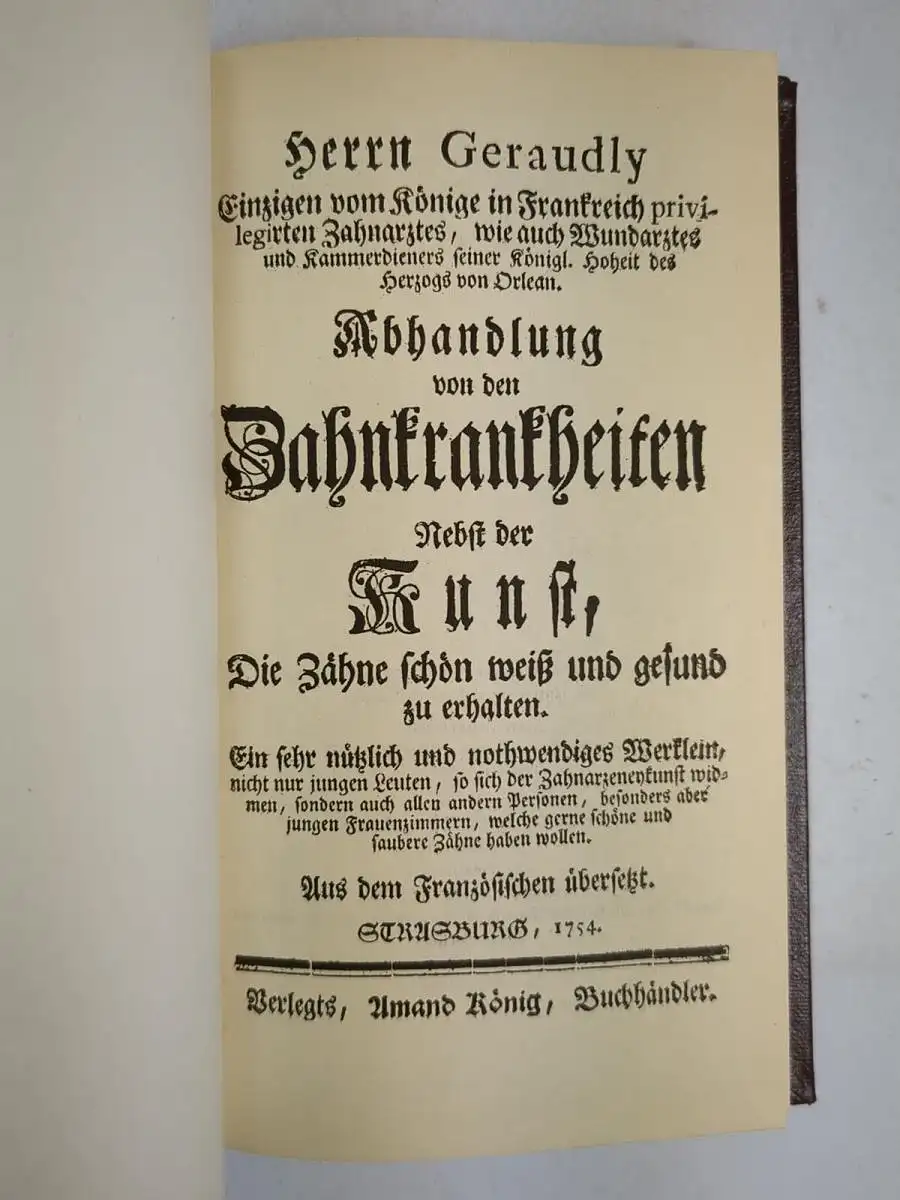 Herrn Geraudly
Einzigen vom Könige in Frankreich privi-
legirten Zahnarztes, wie auch Wundarztes
und Kammerdieners seiner Königl. Hoheit des
Herzogs von Orlean.
Abhandlung
von den
Zahnkrankheiten
Nebst der
Kunst,
Die Zähne schön weiß und gesund
zu erhalten.
Ein sehr nützlich und nothwendiges Werklein,
nicht nur jungen Leuten, so sich der Zahnarzeneykunst wid-
men, sondern auch allen andern Personen, besonders aber
jungen Frauenzimmern, welche gerne schöne und
saubere Zähne haben wollen.
Aus dem Französischen übersetzt.
STRASBURG, 1754.
Verlegts, Amand König, Buchhändler.